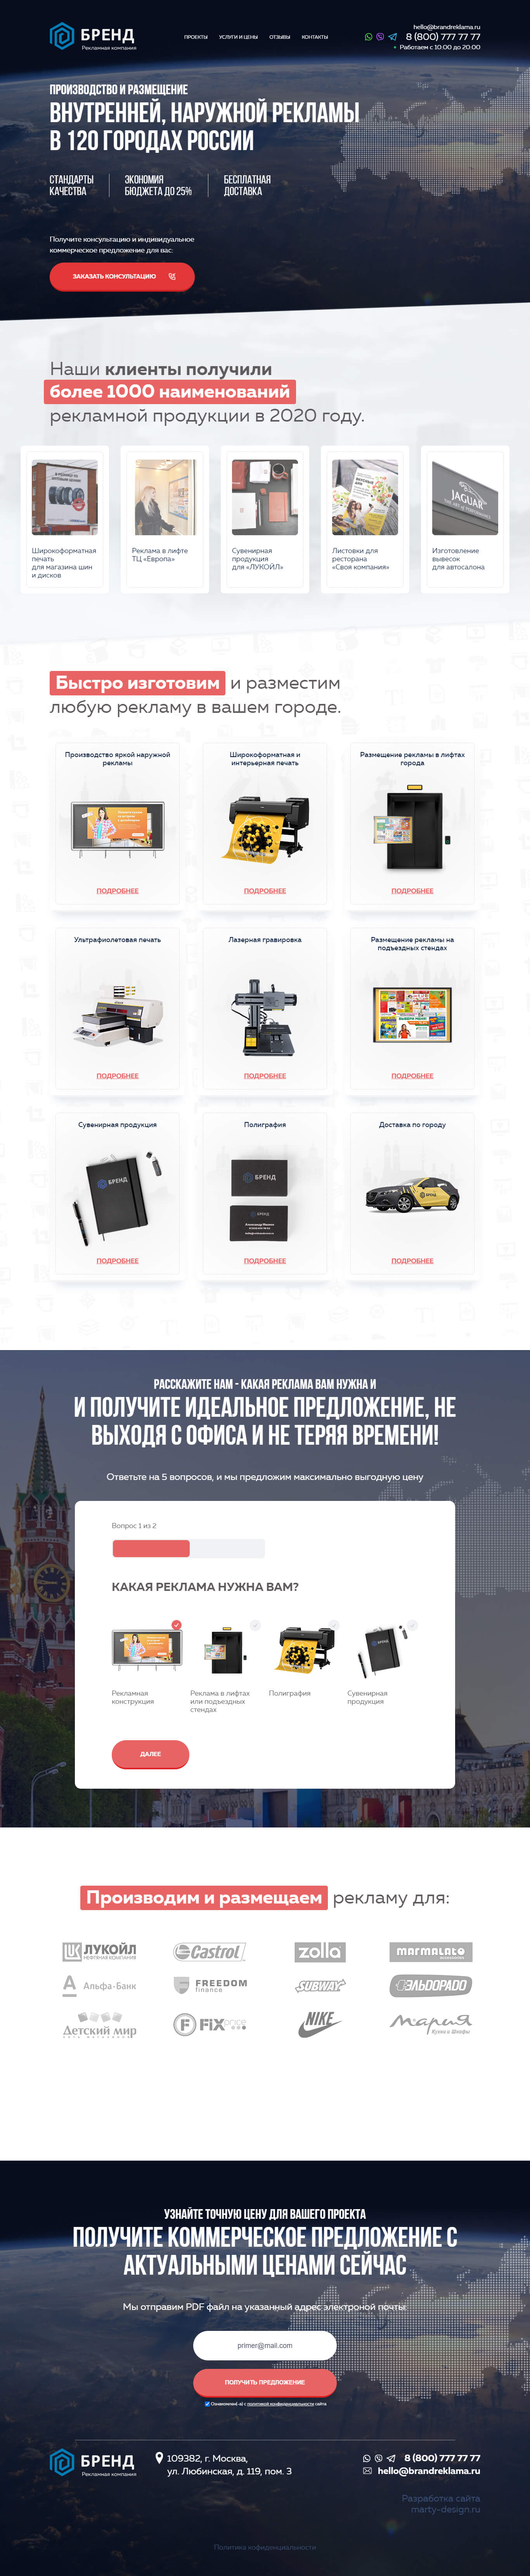 БРЕНД
Рекламная компания
ПРОЕКТЫ УСЛУГИ И ЦЕНЫ ОТЗЫВЫ КОНТАКТЫ
hello@brandreklama.ru
8 (800) 777 77 77
Работаем с 10:00 до 20:00
ПРОИЗВОДСТВО И РАЗМЕЩЕНИЕ
ВНУТРЕННЕЙ, НАРУЖНОЙ РЕКЛАМЫ
В 120 ГОРОДАХ РОССИИ
СТАНДАРТЫ
КАЧЕСТВА
ЭКОНОМИЯ
БЮДЖЕТА ДО 25%
БЕСПЛАТНАЯ
ДОСТАВКА
Получите консультацию и индивидуальное
коммерческое предложение для вас:
ЗАКАЗАТЬ КОНСУЛЬТАЦИЮ
Наши клиенты получили
более 1000 наименований
рекламной продукции в 2020 году.
JAGUAR
Широкоформатная
печать
для магазина шин
и дисков
Реклама в лифте
ТЦ «Европа»
Сувенирная
продукция
для «ЛУКОЙЛ»
Листовки для
ресторана
«Своя компания»
Изготовление
вывесок
для автосалона
Быстро изготовим и разместим
любую рекламу в вашем городе.
Производство яркой наружной
рекламы
ПОДРОБНЕЕ
Широкоформатная и
интерьерная печать
ПОДРОБНЕЕ
Размещение рекламы в лифтах
города
ПОДРОБНЕЕ
Ультрафиолетовая печать
ПОДРОБНЕЕ
Лазерная гравировка
ПОДРОБНЕЕ
Размещение рекламы на
подъездных стендах
ПОДРОБНЕЕ
Сувенирная продукция
БРЕНД
ПОДРОБНЕЕ
Полиграфия
БРЕНД
БРЕНД
ПОДРОБНЕЕ
Доставка по городу
БРЕНД
ПОДРОБНЕЕ
РАССКАЖИТЕ НАМ - КАКАЯ РЕКЛАМА ВАМ НУЖНА И
И ПОЛУЧИТЕ ИДЕАЛЬНОЕ ПРЕДЛОЖЕНИЕ, НЕ
ВЫХОДЯ С ОФИСА И НЕ ТЕРЯЯ ВРЕМЕНИ!
Ответьте на 5 вопросов, и мы предложим максимально выгодную цену
Вопрос 1 из 2
КАКАЯ РЕКЛАМА НУЖНА ВАМ?
Рекламная
конструкция
Реклама в лифтах
или подъездных
стендах
Полиграфия
Сувенирная
продукция
ДАЛЕЕ
Производим и размещаем рекламу для:
ЛУКОЙЛ
НЕФТЯНАЯ КОМПАНИЯ
Castrol
zolla
marmalato
Альфа·Банк
FREEDOM
finance
SUBWAY
ЭЛЬДОРАДО
Детский мир
FIX price
NIKE
Мария
Кухни и Шкафы
УЗНАЙТЕ ТОЧНУЮ ЦЕНУ ДЛЯ ВАШЕГО ПРОЕКТА
ПОЛУЧИТЕ КОММЕРЧЕСКОЕ ПРЕДЛОЖЕНИЕ С
АКТУАЛЬНЫМИ ЦЕНАМИ СЕЙЧАС
Мы отправим PDF файл на указанный адрес электроной почты:
primer@mail.com
ПОЛУЧИТЬ ПРЕДЛОЖЕНИЕ
Ознакомлен(-а) с политикой конфиденциальности сайта
БРЕНД
Рекламная компания
109382, г. Москва,
ул. Любинская, д. 119, пом. 3
8 (800) 777 77 77
hello@brandreklama.ru
Разработка сайта
marty-design.ru
Политика кофиденциальности